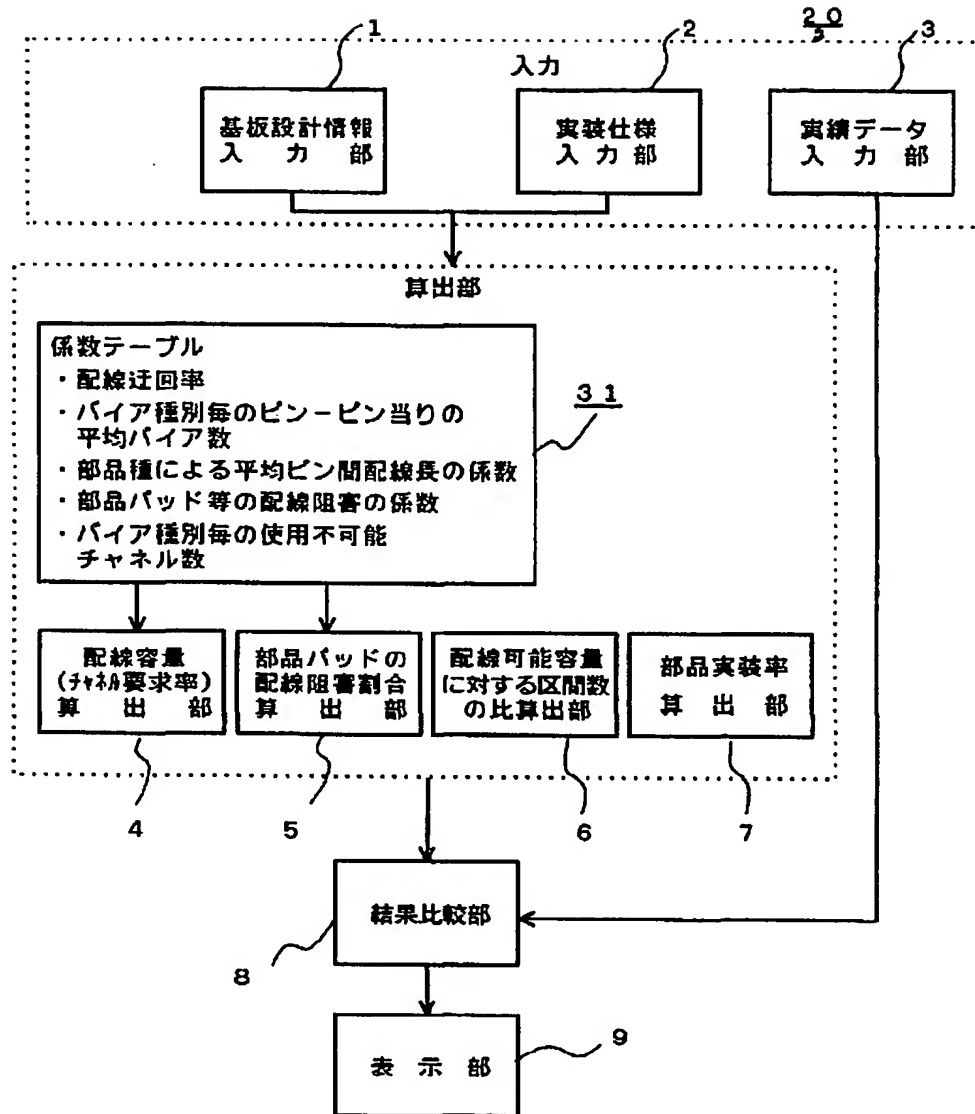 1
2
20
3
入力
基板設計情報
入力部
実装仕様
入力部
実績データ
入力部
算出部
係数テーブル
・配線迂回率
・バイア種別毎のピン－ピン当りの
平均バイア数
・部品種による平均ピン間配線長の係数
・部品パッド等の配線阻害の係数
・バイア種別毎の使用不可能
チャネル数
31
配線容量
(チャネル要求率)
算出部
部品パッドの
配線阻害割合
算出部
配線可能容量
に対する区間数
の比算出部
部品実装率
算出部
4
5
6
7
結果比較部
8
表示部
9